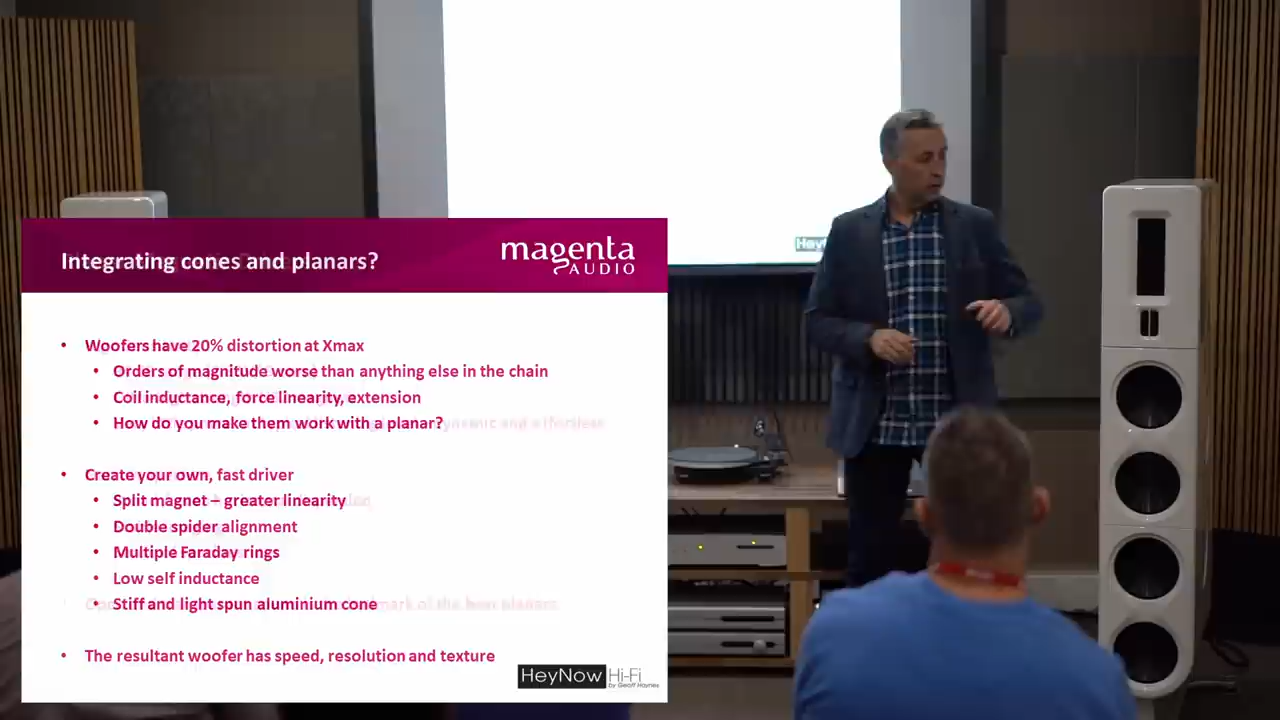 Integrating cones and planars?
magenta
AUDIO
• Woofers have 20% distortion at Xmax
• Orders of magnitude worse than anything else in the chain
• Coil inductance, force linearity, extension
• How do you make them work with a planar?
• Create your own, fast driver
• Split magnet – greater linearity
• Double spider alignment
• Multiple Faraday rings
• Low self inductance
• Stiff and light spun aluminium cone
• The resultant woofer has speed, resolution and texture
HeyNow Hi-Fi
by Geoff Haynes